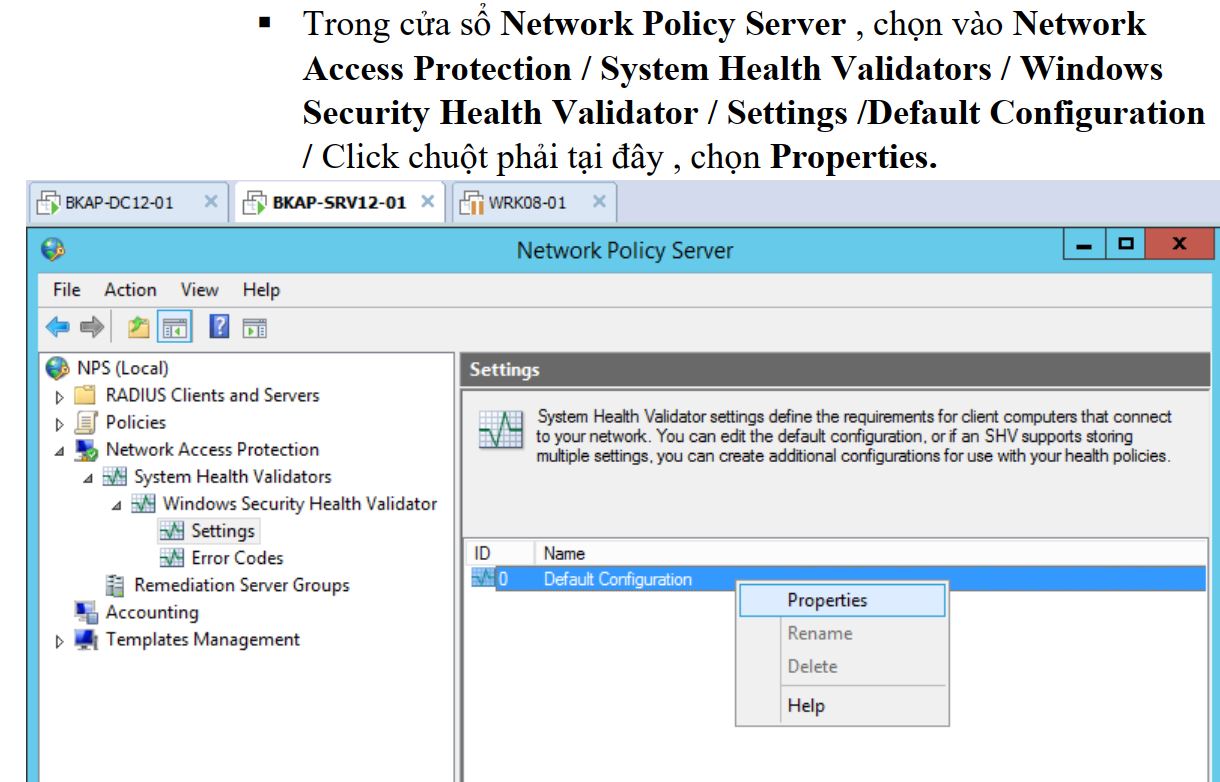 ▪ Trong cửa sổ Network Policy Server , chọn vào Network
Access Protection / System Health Validators / Windows
Security Health Validator / Settings /Default Configuration
/ Click chuột phải tại đây , chọn Properties.
BKAP-DC12-01 BKAP-SRV12-01 WRK08-01
Network Policy Server
File Action View Help
NPS (Local)
RADIUS Clients and Servers
Policies
Network Access Protection
System Health Validators
Windows Security Health Validator
Settings
Error Codes
Remediation Server Groups
Accounting
Templates Management
Settings
System Health Validator settings define the requirements for client computers that connect
to your network. You can edit the default configuration, or if an SHV supports storing
multiple settings, you can create additional configurations for use with your health policies.
ID Name
0 Default Configuration
Properties
Rename
Delete
Help